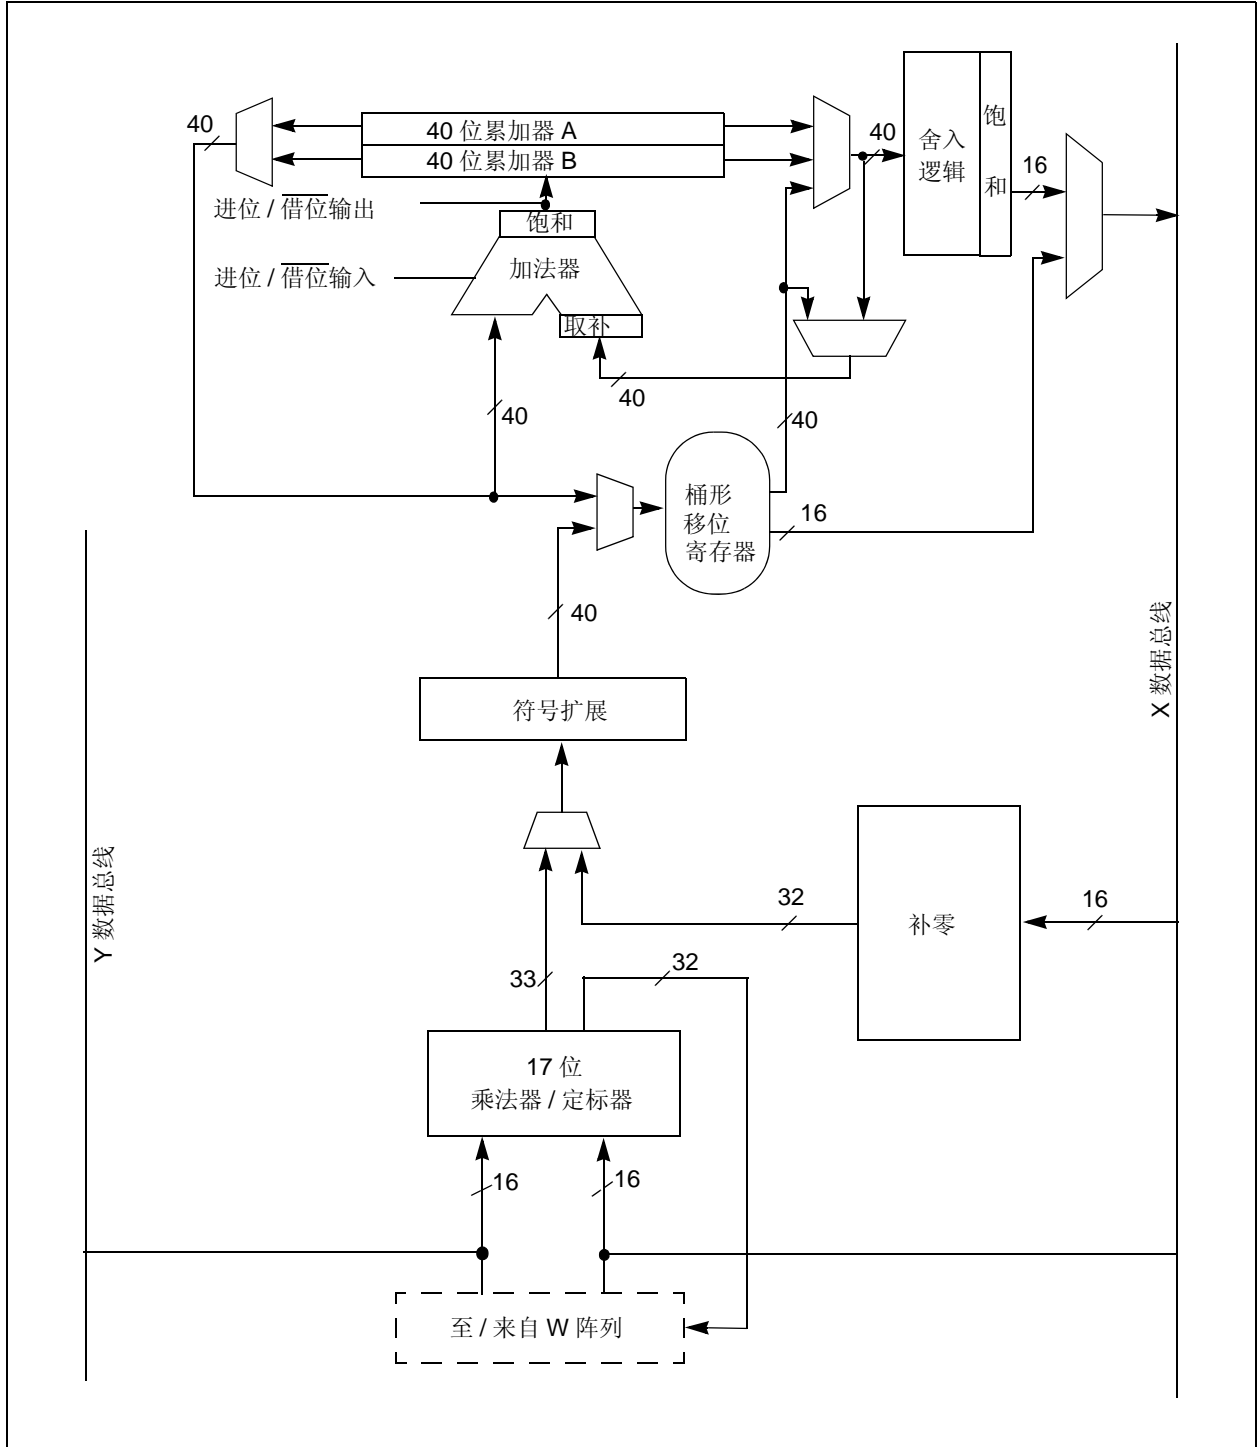 40
40 位累加器 A
40 位累加器 B
40
舍入
逻辑
饱
和
16
进位 / 借位输出
饱和
进位 / 借位输入
加法器
取补
40
40
40
桶形
移位
寄存器
16
40
X 数据总线
符号扩展
Y 数据总线
32
补零
16
33
32
17 位
乘法器 / 定标器
16
16
至 / 来自 W 阵列